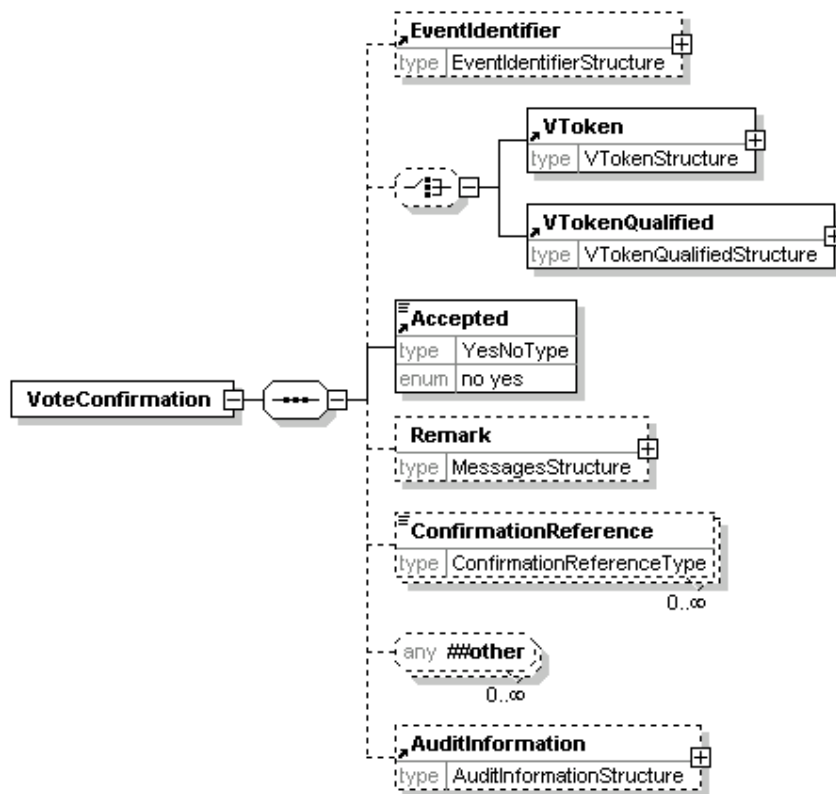 EventIdentifier
type EventIdentifierStructure
VToken
type VTokenStructure
VTokenQualified
type VTokenQualifiedStructure
Accepted
type YesNoType
enum no yes
VoteConfirmation
Remark
type MessagesStructure
ConfirmationReference
type ConfirmationReferenceType
0..∞
any ##other
0..∞
AuditInformation
type AuditInformationStructure